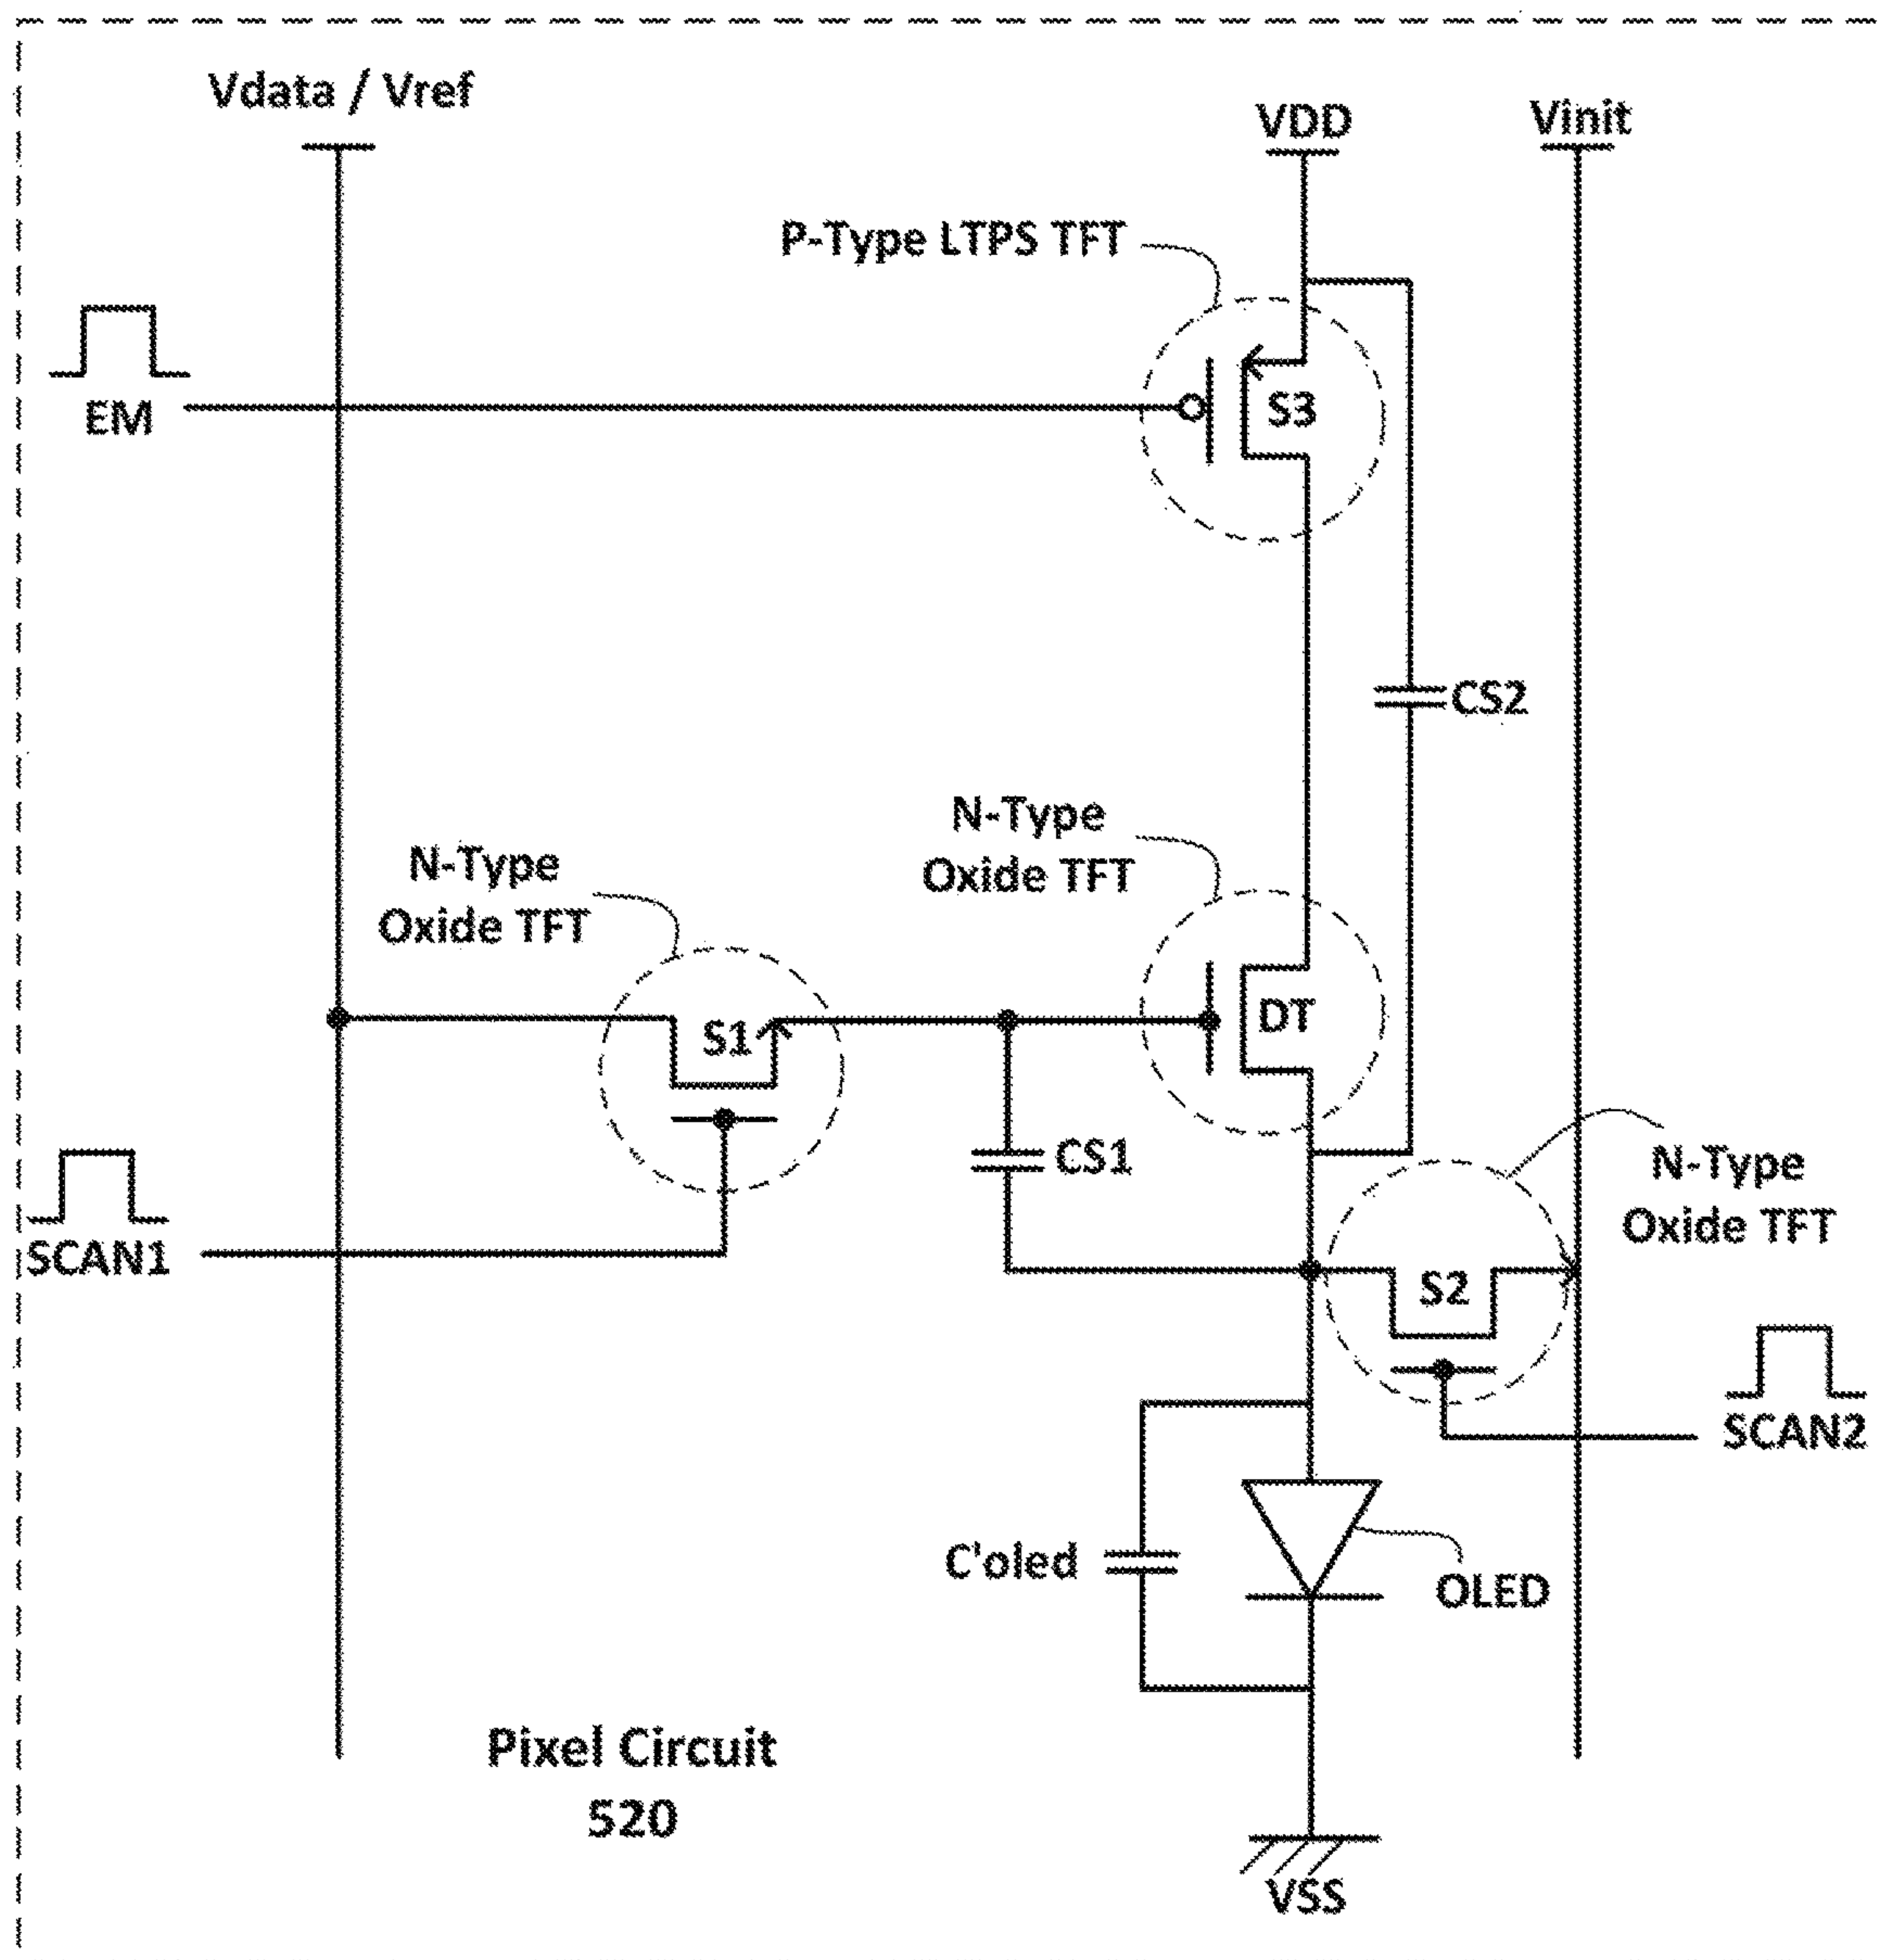 Vdata / Vref
VDD
Vinit
P-Type LTPS TFT
EM
S3
CS2
N-Type
Oxide TFT
N-Type
Oxide TFT
S1
DT
CS1
N-Type
Oxide TFT
SCAN1
S2
SCAN2
C'oled
OLED
Pixel Circuit
520
VSS